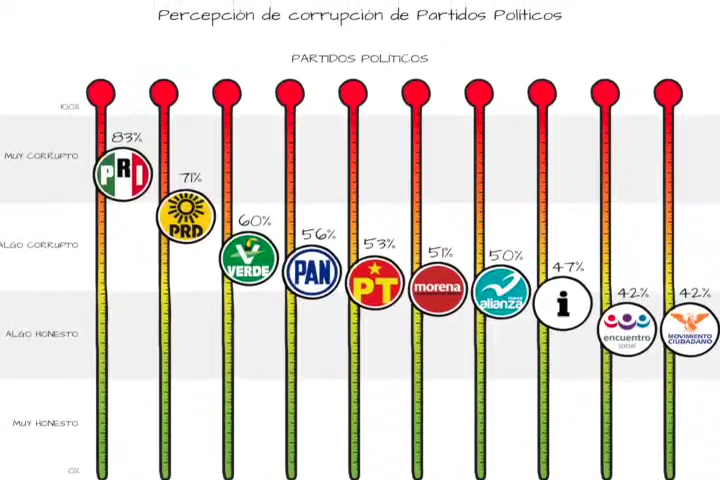 Percepción de corrupción de Partidos Políticos
PARTIDOS POLÍTICOS
100%
MUY CORRUPTO
ALGO CORRUPTO
ALGO HONESTO
MUY HONESTO
0%
83%
PRI
71%
PRD
60%
VERDE
56%
PAN
53%
PT
51%
morena
50%
alianza
47%
i
42%
encuentro
social
42%
MOVIMIENTO
CIUDADANO